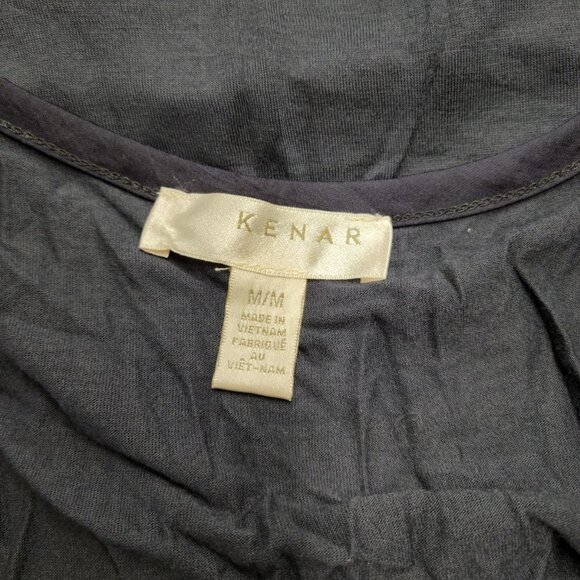 KENAR
M/M
MADE IN
VIETNAM
FABRIQUÉ
AU
VIÊT-NAM